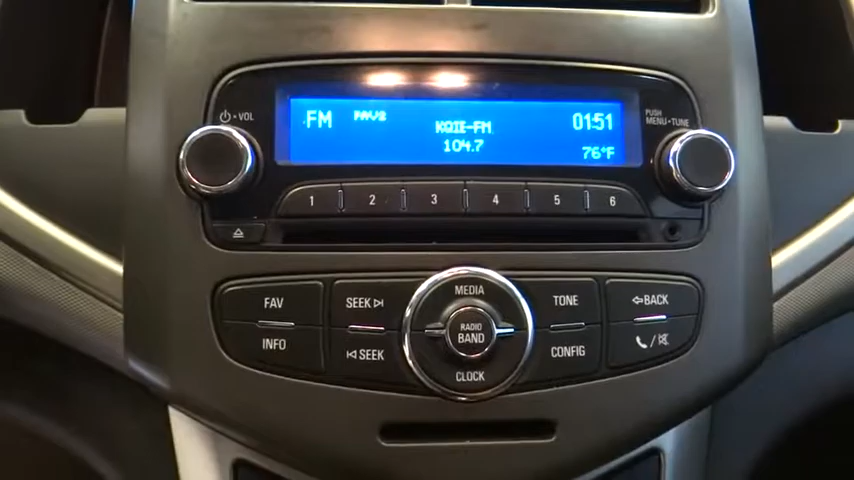 VOL
PUSH
MENU • TUNE
FM FAV2 01:51
KQIE-FM
104.7 76°F
1 2 3 4 5 6
FAV
INFO
SEEK
SEEK
MEDIA
RADIO
BAND
CLOCK
TONE
CONFIG
BACK